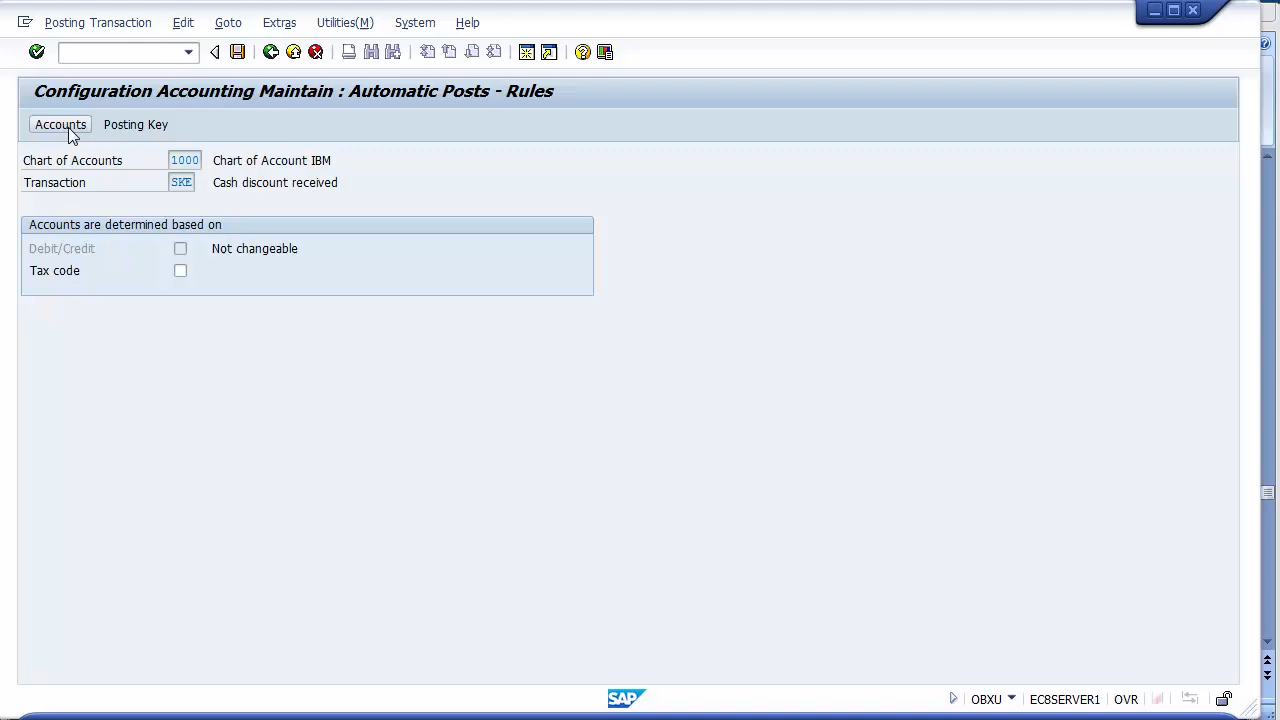 Posting Transaction Edit Goto Extras Utilities(M) System Help
Configuration Accounting Maintain : Automatic Posts - Rules
Accounts Posting Key
Chart of Accounts 1000 Chart of Account IBM
Transaction SKE Cash discount received
Accounts are determined based on
Debit/Credit Not changeable
Tax code
SAP OBXU EC8SERVER1 OVR